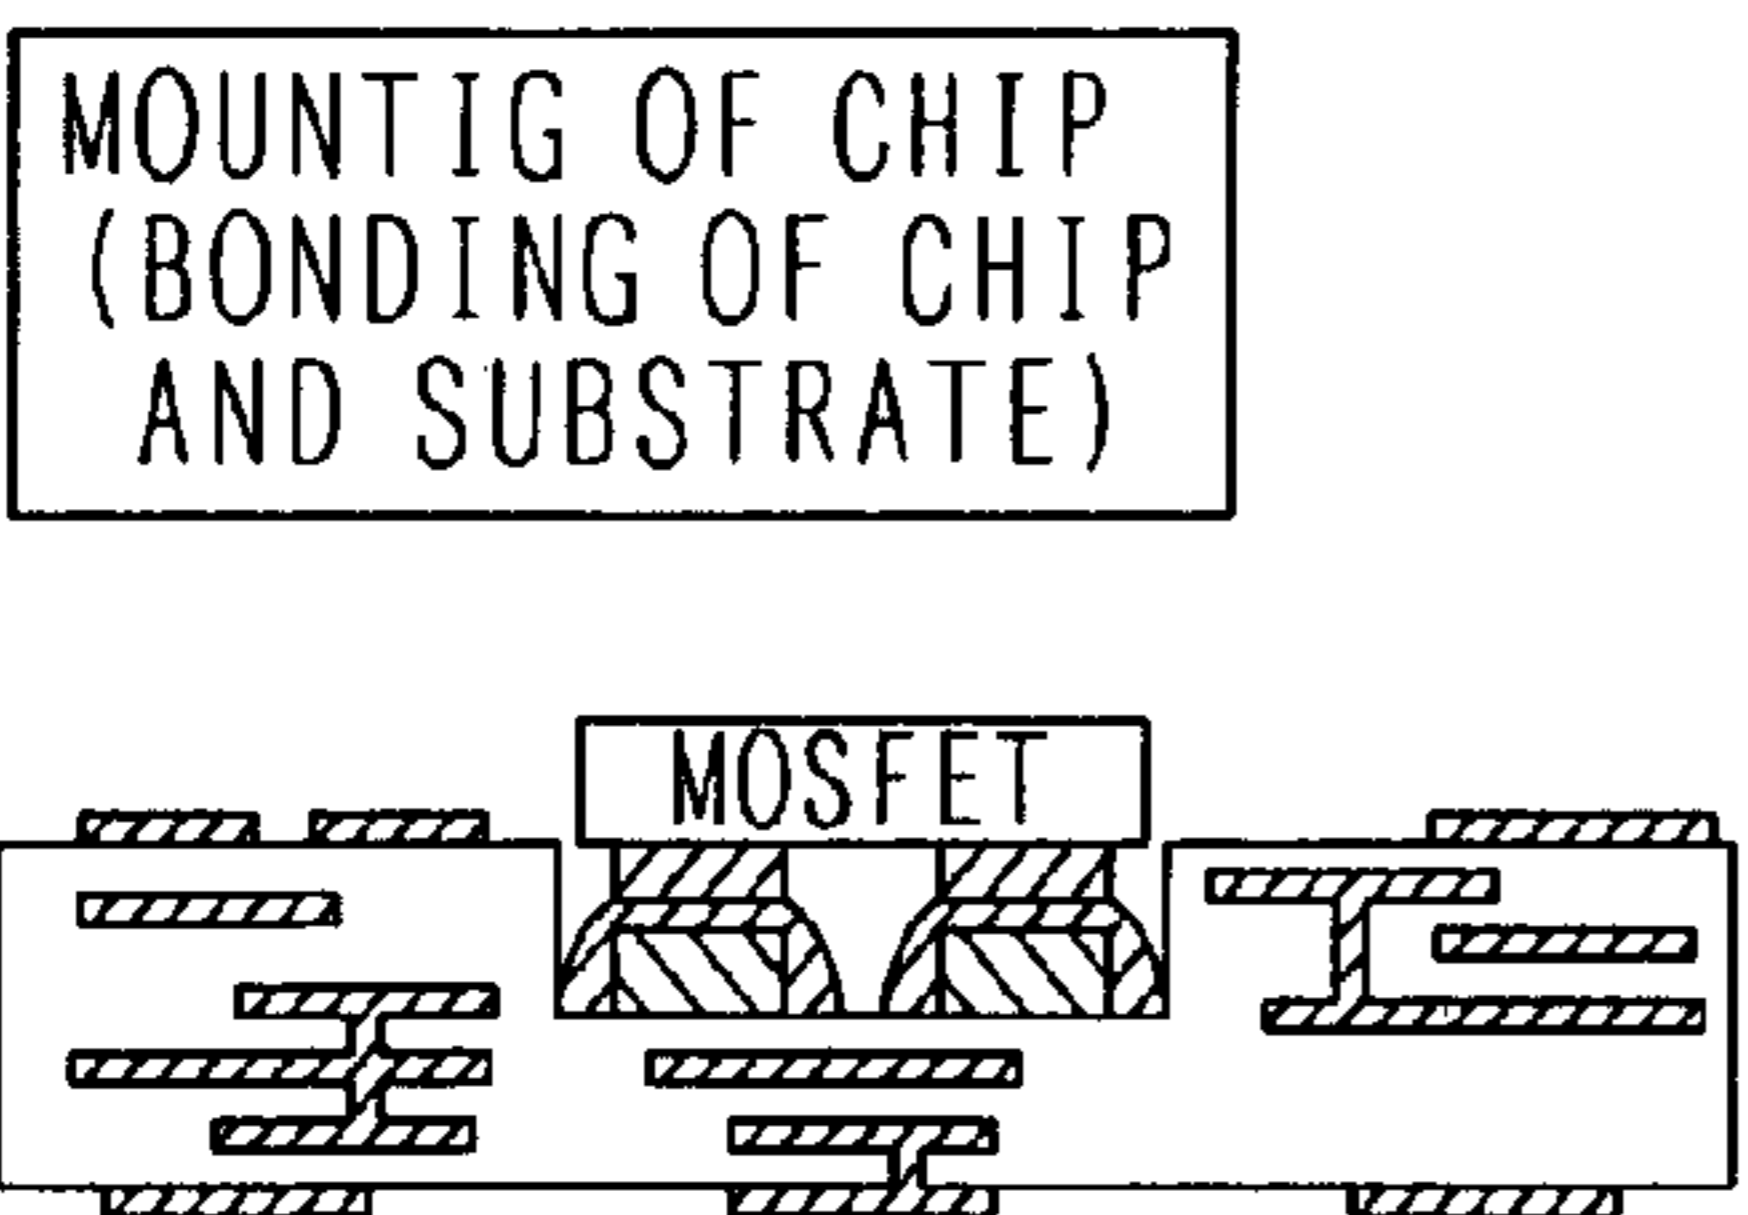 MOUNTIG OF CHIP
(BONDING OF CHIP
AND SUBSTRATE)
MOSFET